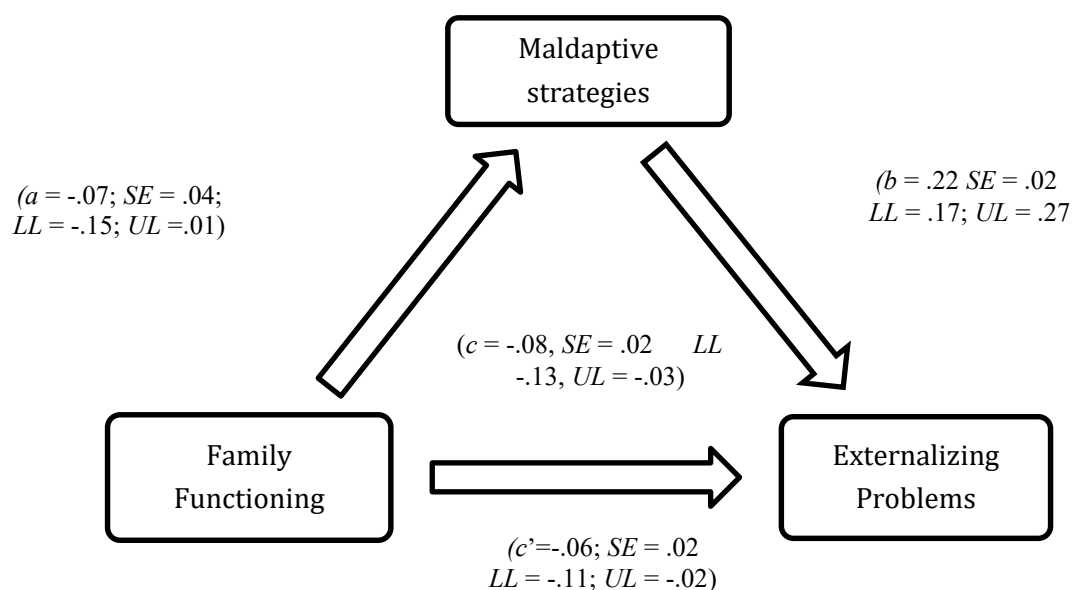 Maldaptive
strategies
(a = -.07; SE = .04;
LL = -.15; UL =.01)
(b = .22 SE = .02
LL = .17; UL = .27
(c = -.08, SE = .02 LL
-.13, UL = -.03)
Family
Functioning
Externalizing
Problems
(c’=-.06; SE = .02
LL = -.11; UL = -.02)